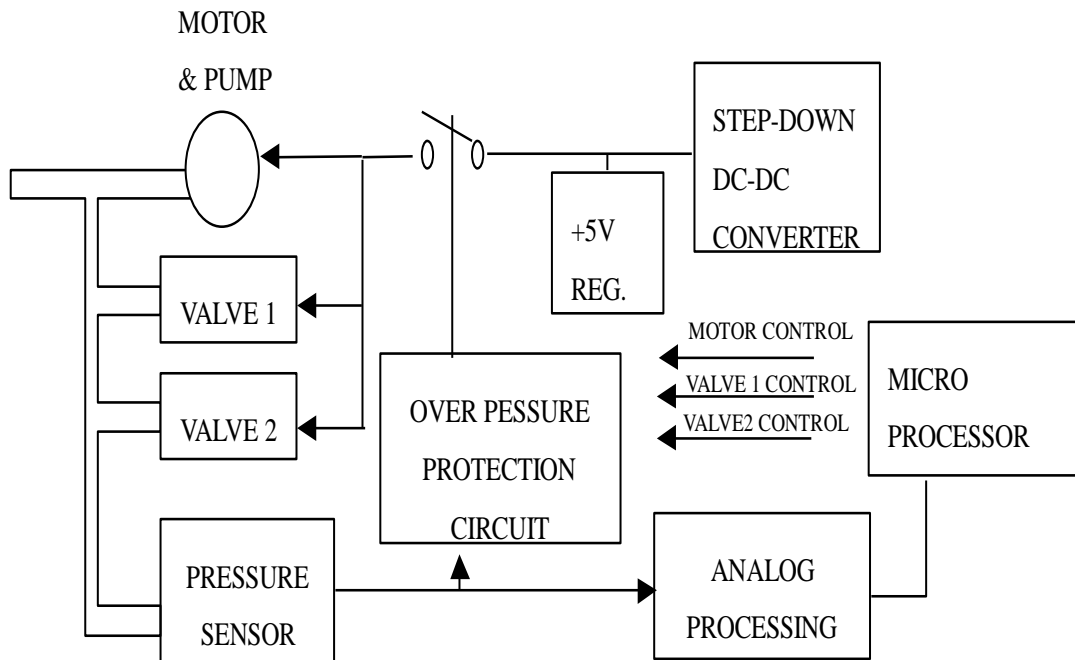 MOTOR
& PUMP
STEP-DOWN
DC-DC
CONVERTER
+5V
REG.
VALVE 1
VALVE 2
OVER PESSURE
PROTECTION
CIRCUIT
MOTOR CONTROL
VALVE 1 CONTROL
VALVE2 CONTROL
MICRO
PROCESSOR
PRESSURE
SENSOR
ANALOG
PROCESSING